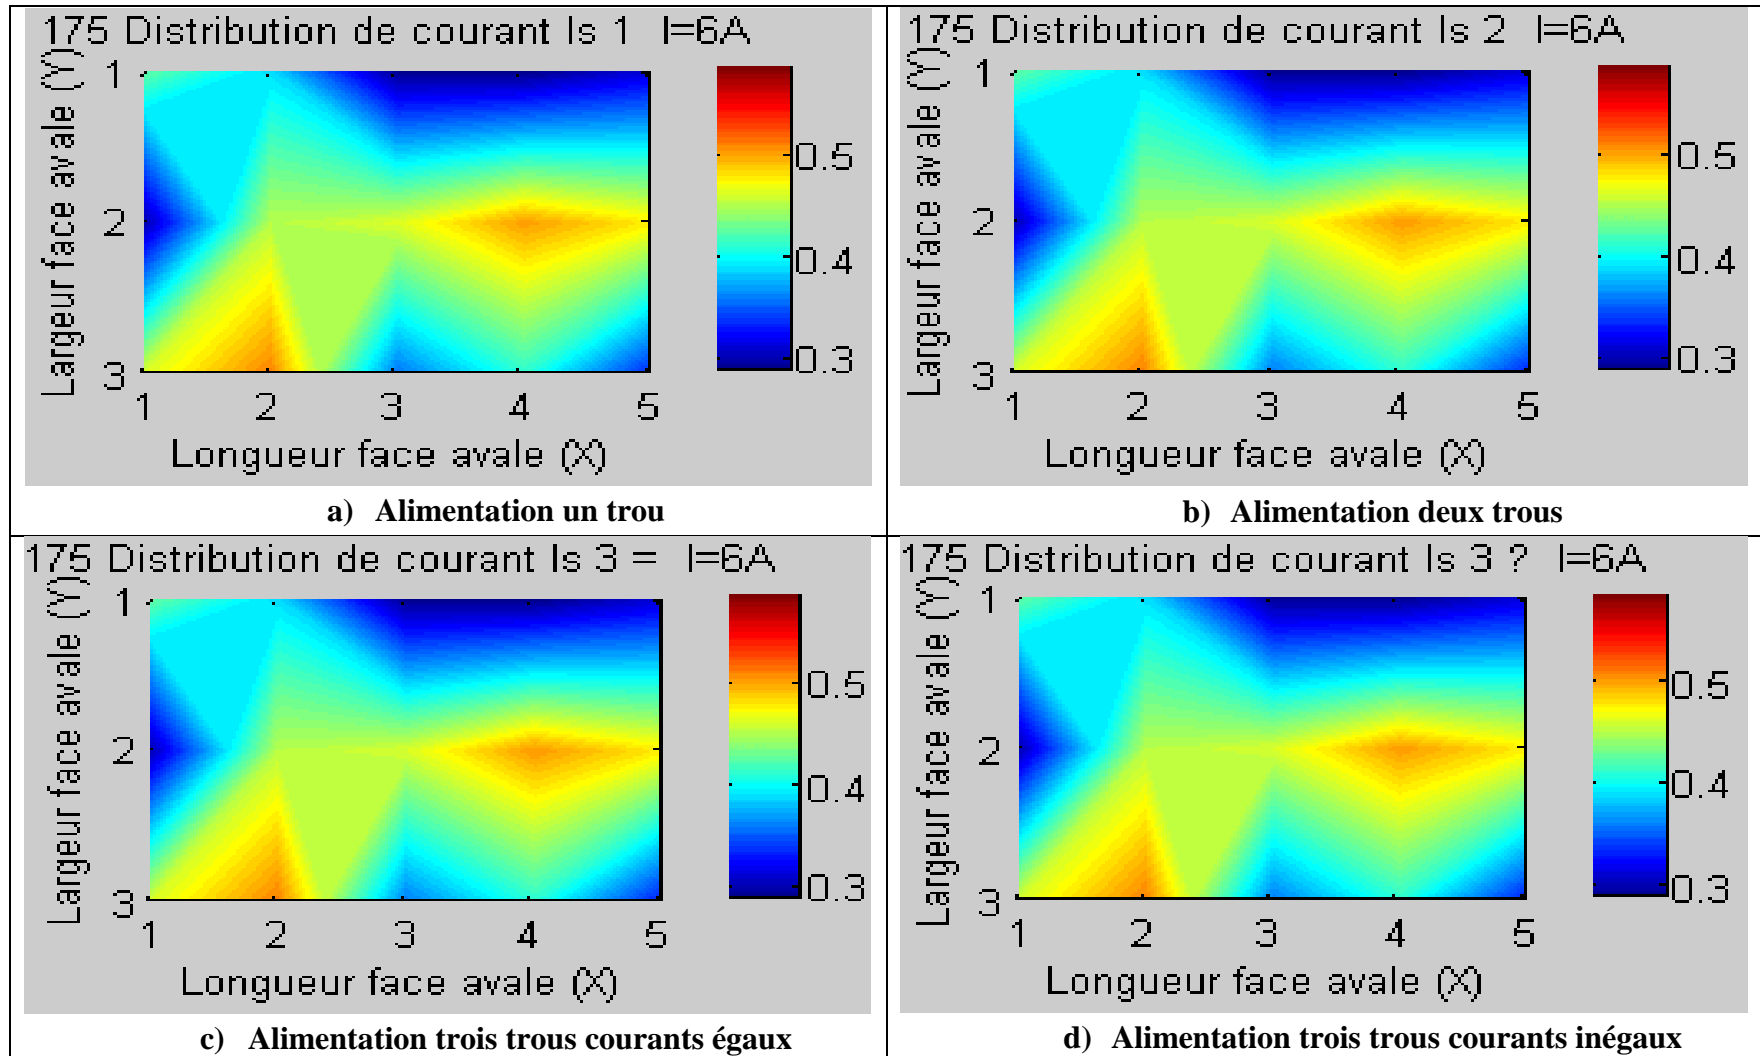 175 Distribution de courant Is 1 I=6A
Largeur face avale (Y)
1
2
3
1 2 3 4 5
Longueur face avale (X)
0.5
0.4
0.3
a) Alimentation un trou
175 Distribution de courant Is 2 I=6A
Largeur face avale (Y)
1
2
3
1 2 3 4 5
Longueur face avale (X)
0.5
0.4
0.3
b) Alimentation deux trous
175 Distribution de courant Is 3 = I=6A
Largeur face avale (Y)
1
2
3
1 2 3 4 5
Longueur face avale (X)
0.5
0.4
0.3
c) Alimentation trois trous courants égaux
175 Distribution de courant Is 3 ? I=6A
Largeur face avale (Y)
1
2
3
1 2 3 4 5
Longueur face avale (X)
0.5
0.4
0.3
d) Alimentation trois trous courants inégaux